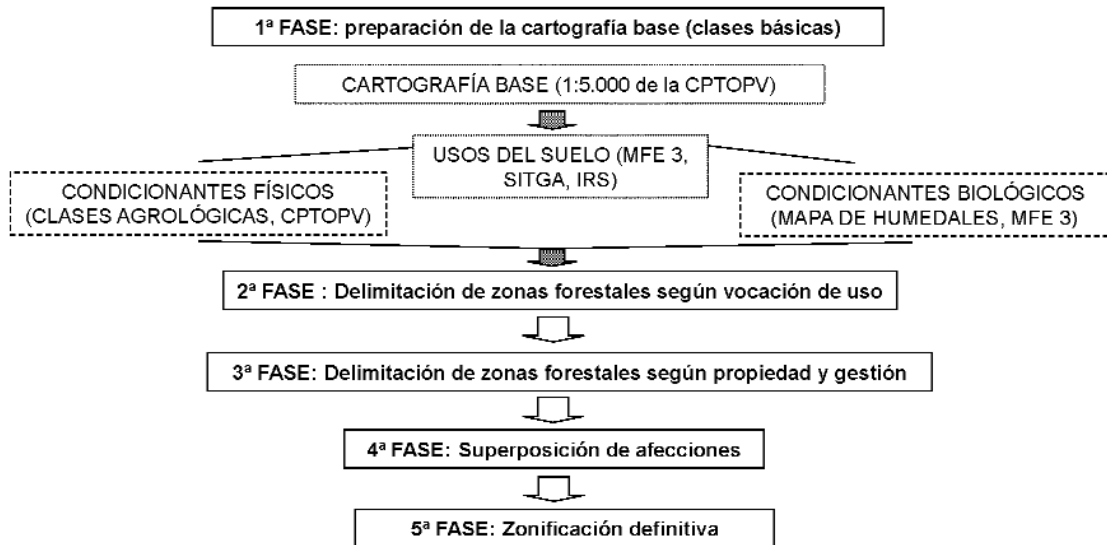 1ª FASE: preparación de la cartografía base (clases básicas)
CARTOGRAFÍA BASE (1:5.000 de la CPTOPV)
USOS DEL SUELO (MFE 3,
SITGA, IRS)
CONDICIONANTES FÍSICOS
(CLASES AGROLÓGICAS, CPTOPV)
CONDICIONANTES BIOLÓGICOS
(MAPA DE HUMEDALES, MFE 3)
2ª FASE : Delimitación de zonas forestales según vocación de uso
3ª FASE: Delimitación de zonas forestales según propiedad y gestión
4ª FASE: Superposición de afecciones
5ª FASE: Zonificación definitiva